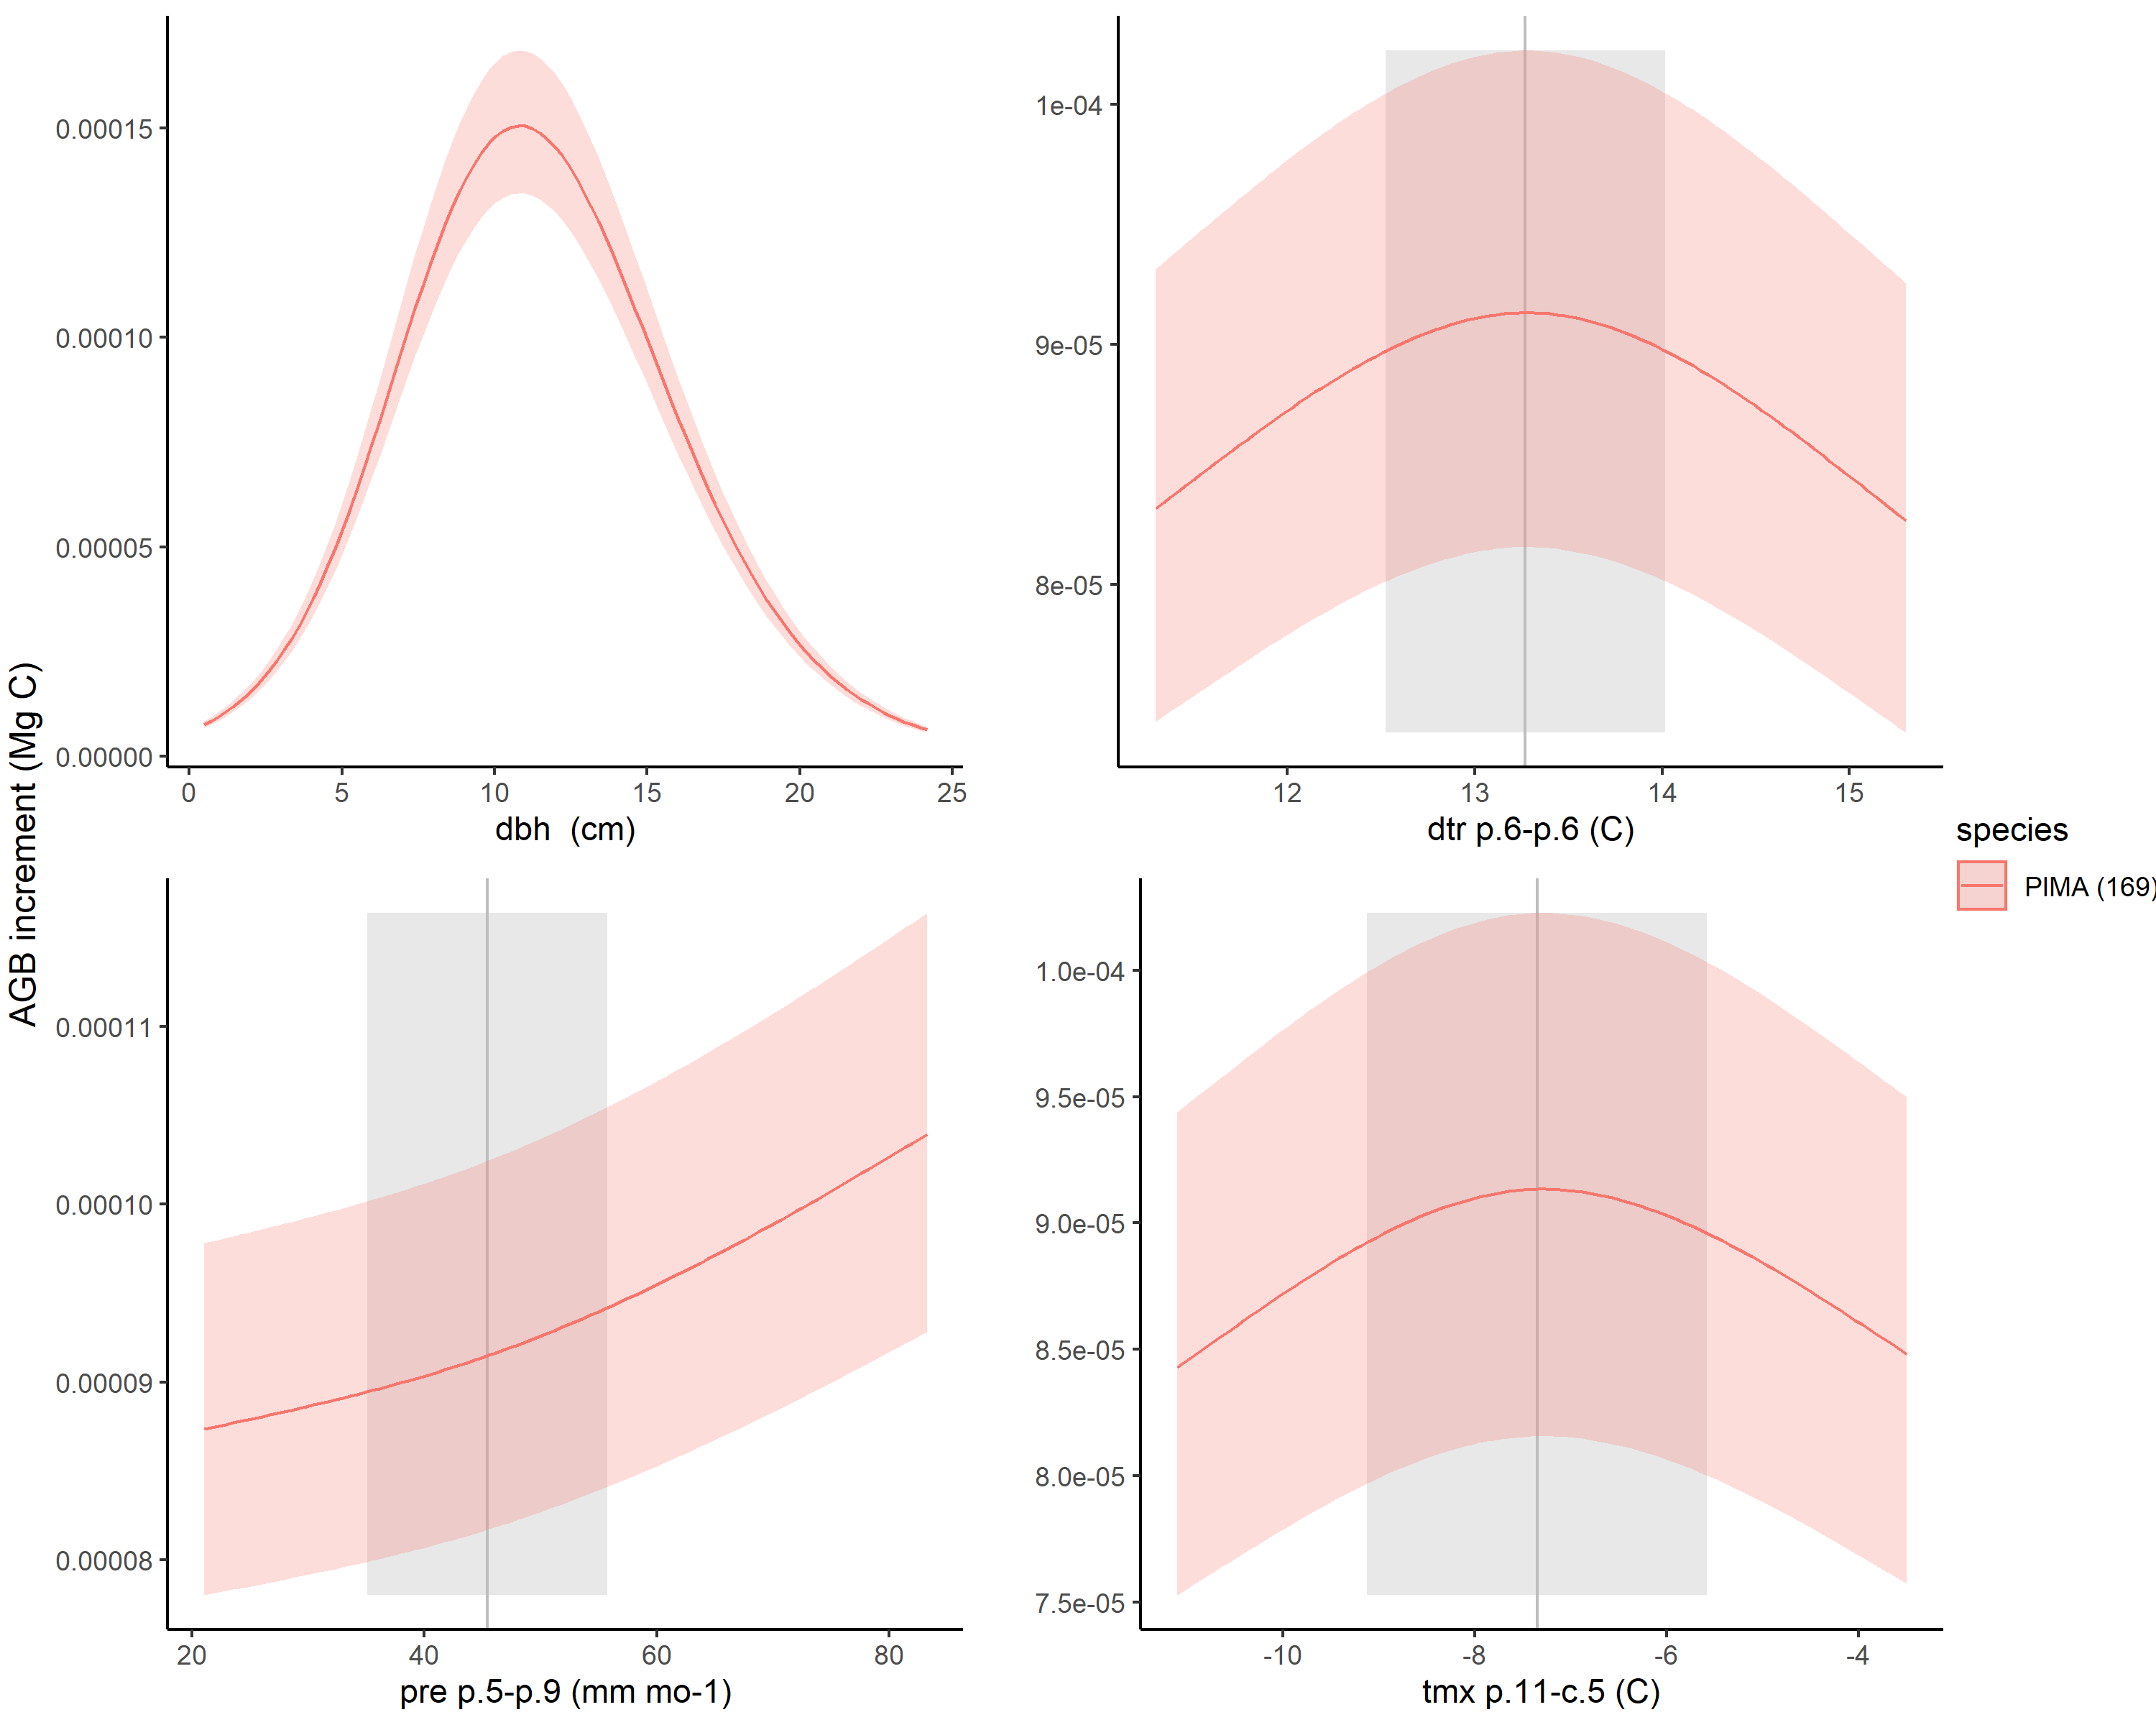 AGB increment (Mg C)
0.00015
0.00010
0.00005
0.00000
0 5 10 15 20 25
dbh  (cm)
1e-04
9e-05
8e-05
12 13 14 15
dtr p.6-p.6 (C)
0.00011
0.00010
0.00009
0.00008
20 40 60 80
pre p.5-p.9 (mm mo-1)
1.0e-04
9.5e-05
9.0e-05
8.5e-05
8.0e-05
7.5e-05
-10 -8 -6 -4
tmx p.11-c.5 (C)
species
PIMA (169)